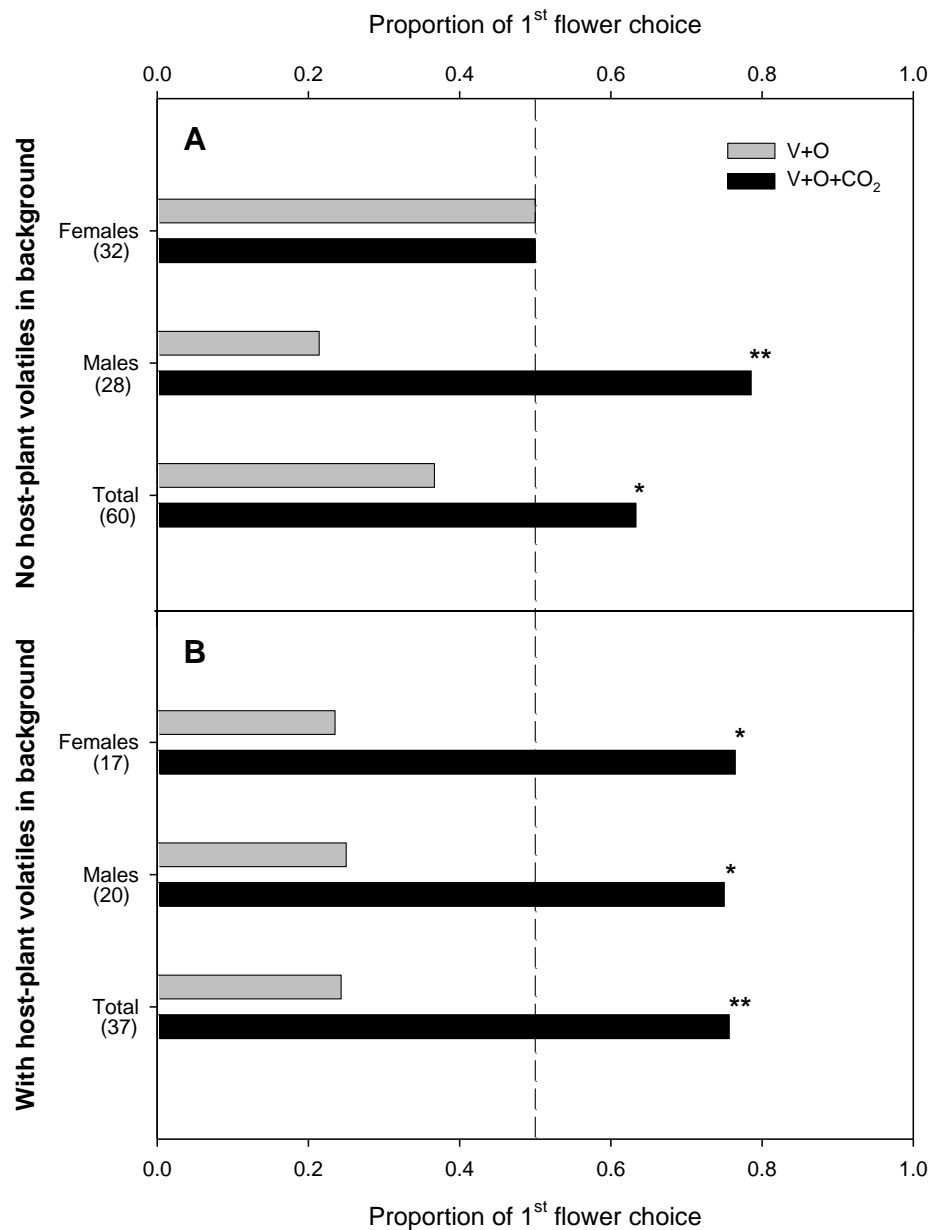 Proportion of 1st flower choice
0.0 0.2 0.4 0.6 0.8 1.0
No host-plant volatiles in background
A
V+O
V+O+CO2
Females
(32)
Males
(28)
**
Total
(60)
*
With host-plant volatiles in background
B
Females
(17)
*
Males
(20)
*
Total
(37)
**
0.0 0.2 0.4 0.6 0.8 1.0
Proportion of 1st flower choice